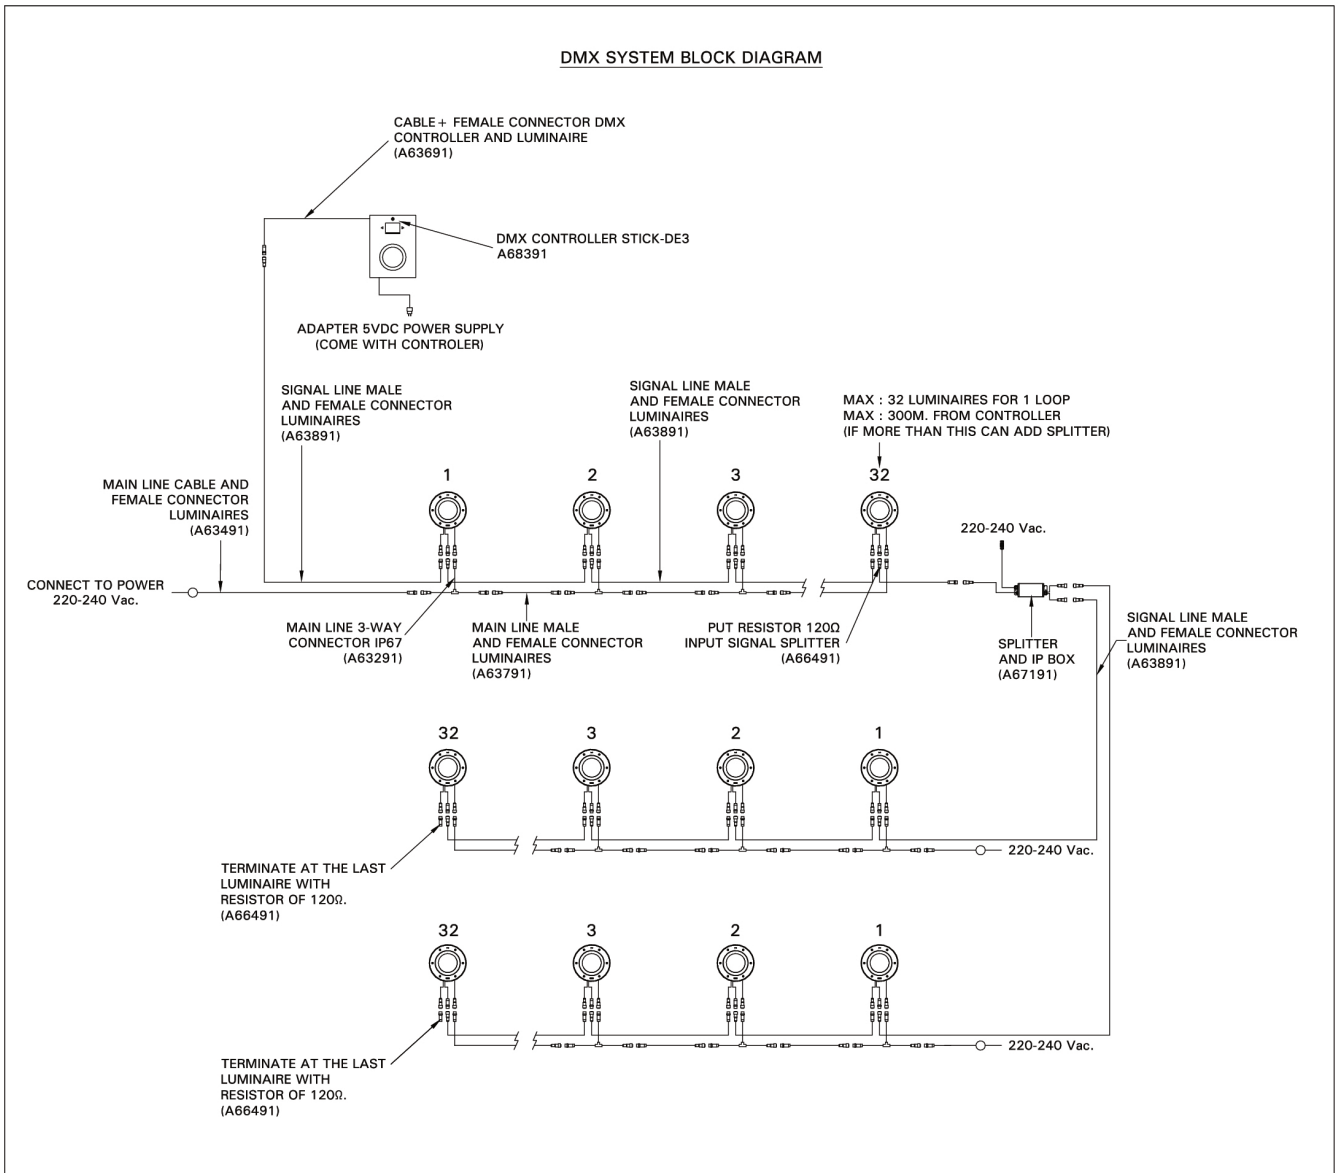 DMX SYSTEM BLOCK DIAGRAM
CABLE+ FEMALE CONNECTOR DMX
CONTROLLER AND LUMINAIRE
(A63691)
DMX CONTROLLER STICK-DE3
A68391
ADAPTER 5VDC POWER SUPPLY
(COME WITH CONTROLER)
SIGNAL LINE MALE
AND FEMALE CONNECTOR
LUMINAIRES
(A63891)
SIGNAL LINE MALE
AND FEMALE CONNECTOR
LUMINAIRES
(A63891)
MAX : 32 LUMINAIRES FOR 1 LOOP
MAX : 300M. FROM CONTROLLER
(IF MORE THAN THIS CAN ADD SPLITTER)
MAIN LINE CABLE AND
FEMALE CONNECTOR
LUMINAIRES
(A63491)
1
2
3
32
220-240 Vac.
CONNECT TO POWER
220-240 Vac.
MAIN LINE 3-WAY
CONNECTOR IP67
(A63291)
MAIN LINE MALE
AND FEMALE CONNECTOR
LUMINAIRES
(A63791)
PUT RESISTOR 120Ω
INPUT SIGNAL SPLITTER
(A66491)
SPLITTER
AND IP BOX
(A67191)
SIGNAL LINE MALE
AND FEMALE CONNECTOR
LUMINAIRES
(A63891)
32
3
2
1
220-240 Vac.
TERMINATE AT THE LAST
LUMINAIRE WITH
RESISTOR OF 120Ω.
(A66491)
32
3
2
1
220-240 Vac.
TERMINATE AT THE LAST
LUMINAIRE WITH
RESISTOR OF 120Ω.
(A66491)